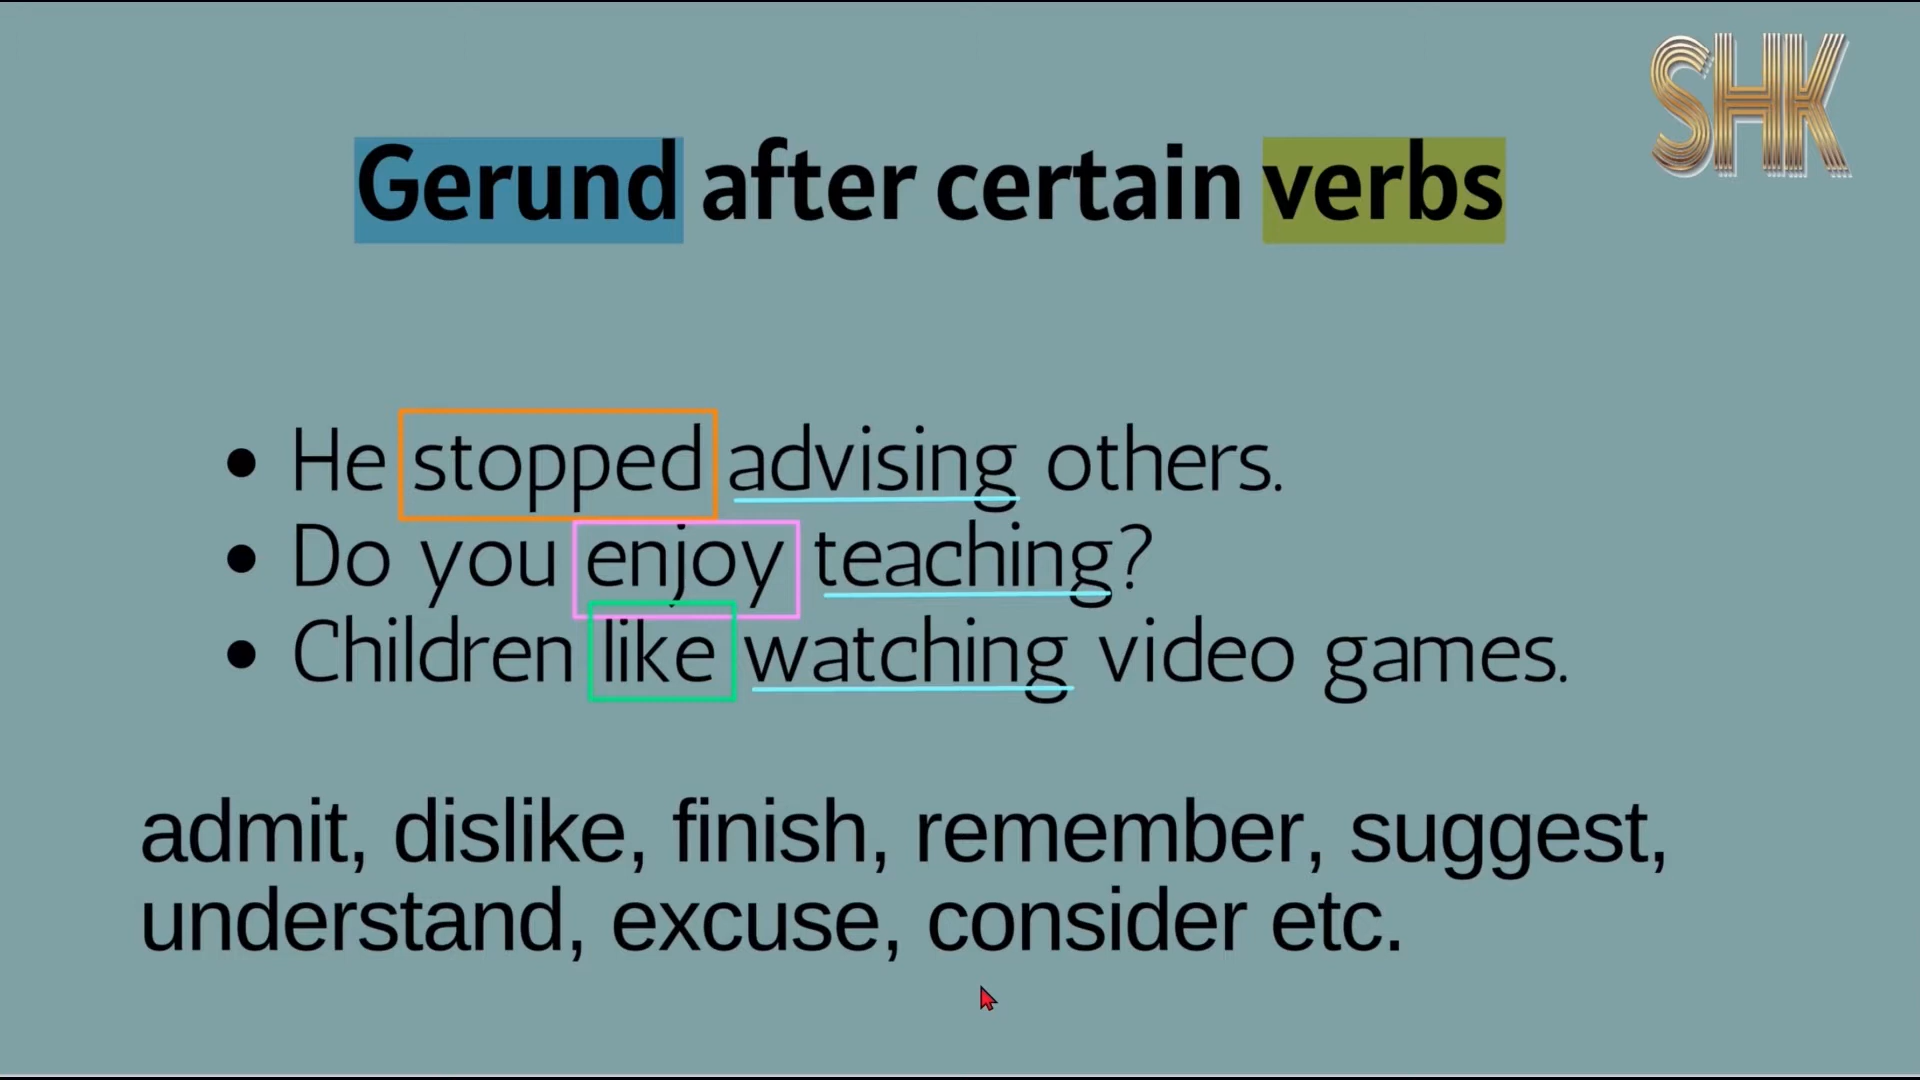 SHK
Gerund after certain verbs
• He stopped advising others.
• Do you enjoy teaching?
• Children like watching video games.
admit, dislike, finish, remember, suggest,
understand, excuse, consider etc.